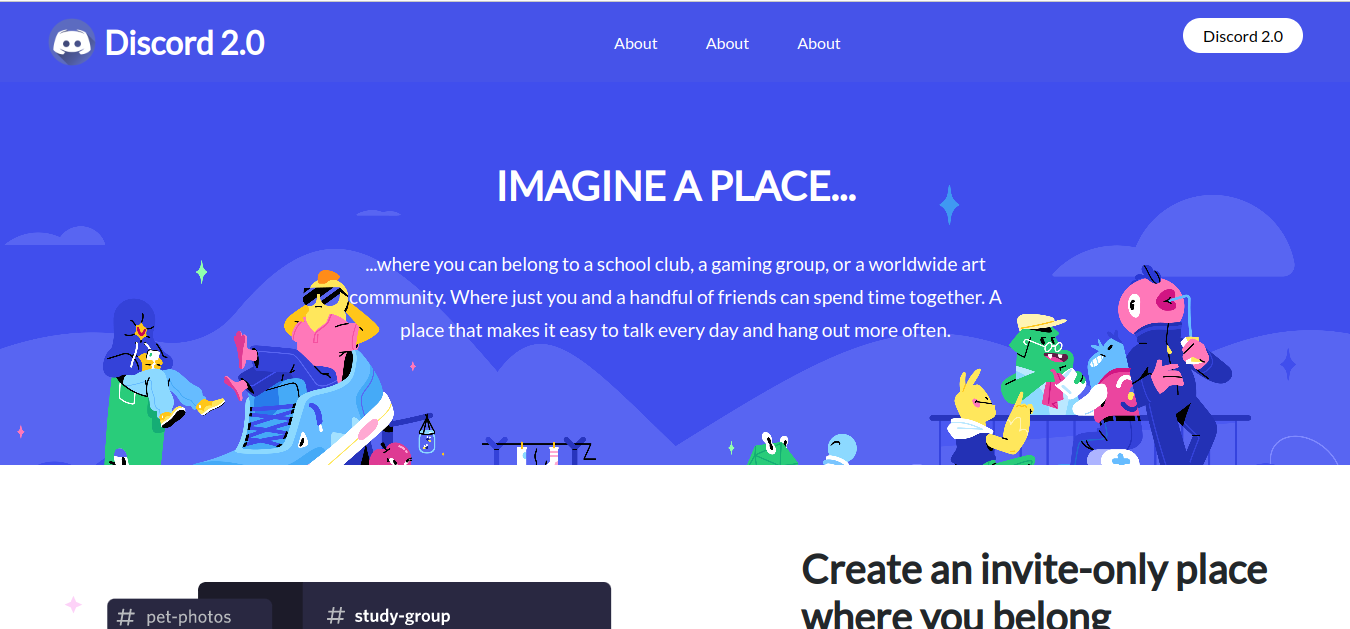 Discord 2.0
About
About
About
Discord 2.0
IMAGINE A PLACE...
...where you can belong to a school club, a gaming group, or a worldwide art
community. Where just you and a handful of friends can spend time together. A
place that makes it easy to talk every day and hang out more often.
Create an invite-only place
where you belong
# pet-photos
# study-group